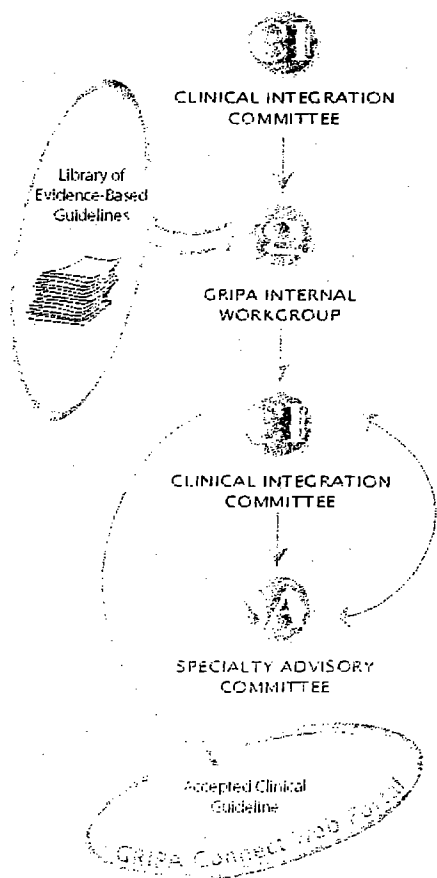 CLINICAL INTEGRATION
COMMITTEE
Library of
Evidence-Based
Guidelines
GRIPA INTERNAL
WORKGROUP
CLINICAL INTEGRATION
COMMITTEE
SPECIALTY ADVISORY
COMMITTEE
Accepted Clinical
Guideline
GRIPA Connect Web Portal